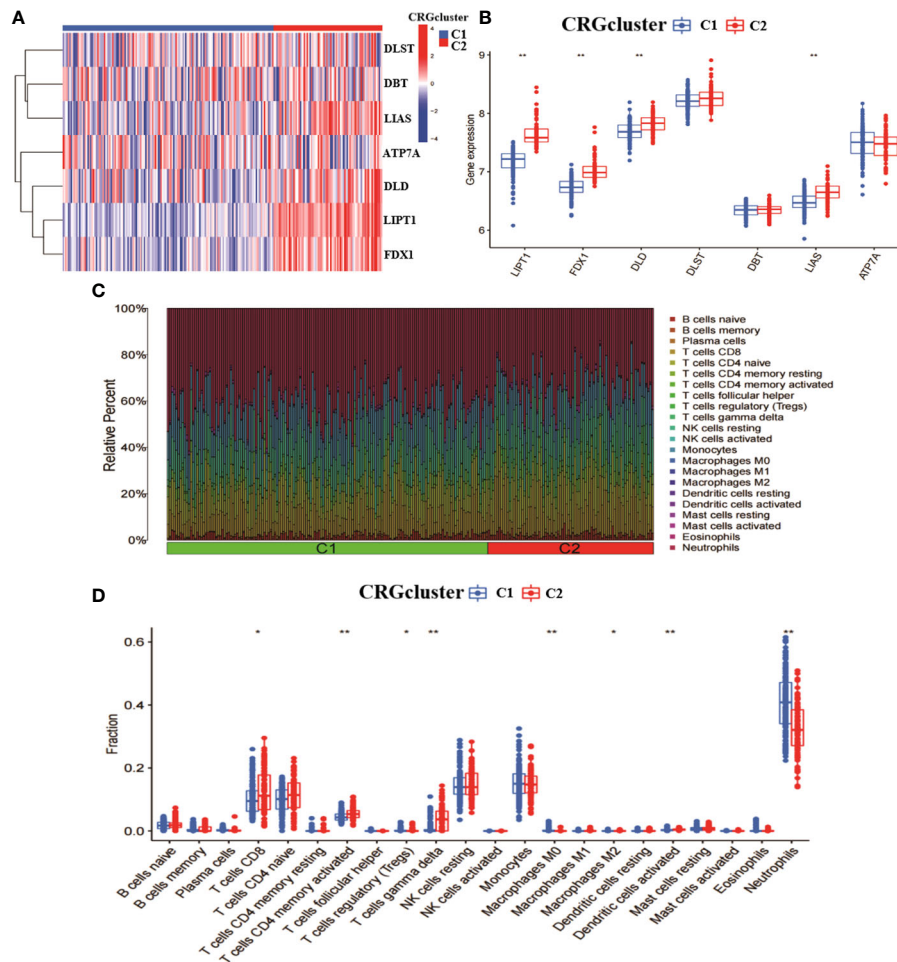 A
CRGcluster
C1
C2
4
2
0
-2
-4
DLST
DBT
LIAS
ATP7A
DLD
LIPT1
FDX1
B
CRGcluster C1 C2
** ** ** **
Gene expression
9
8
7
6
LIPT1 FDX1 DLD DLST DBT LIAS ATP7A
C
Relative Percent
100%
80%
60%
40%
20%
0%
C1 C2
B cells naive
B cells memory
Plasma cells
T cells CD8
T cells CD4 naive
T cells CD4 memory resting
T cells CD4 memory activated
T cells follicular helper
T cells regulatory (Tregs)
T cells gamma delta
NK cells resting
NK cells activated
Monocytes
Macrophages M0
Macrophages M1
Macrophages M2
Dendritic cells resting
Dendritic cells activated
Mast cells resting
Mast cells activated
Eosinophils
Neutrophils
D
CRGcluster C1 C2
* ** * ** ** * ** **
Fraction
0.6
0.4
0.2
0.0
B cells naive
B cells memory
Plasma cells
T cells CD8
T cells CD4 naive
T cells CD4 memory resting
T cells CD4 memory activated
T cells follicular helper
T cells regulatory (Tregs)
T cells gamma delta
NK cells resting
NK cells activated
Monocytes
Macrophages M0
Macrophages M1
Macrophages M2
Dendritic cells resting
Dendritic cells activated
Mast cells resting
Mast cells activated
Eosinophils
Neutrophils